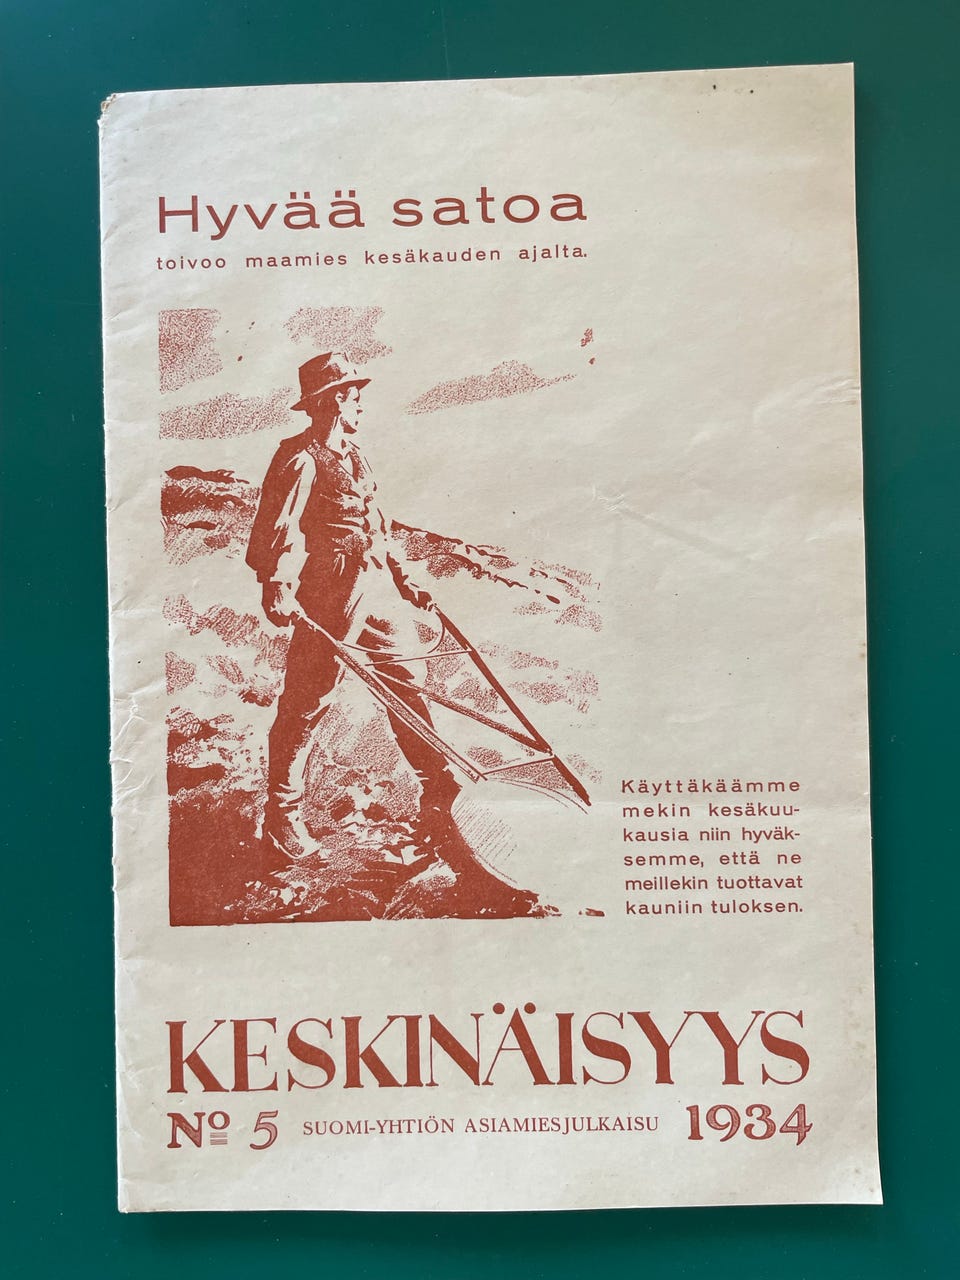 Hyvää satoa
toivoo maamies kesäkauden ajalta.
Käyttäkäämme
mekin kesäkuu-
kausia niin hyväk-
semme, että ne
meillekin tuottavat
kauniin tuloksen.
KESKINÄISYYS
Nº 5 SUOMI-YHTIÖN ASIAMIESJULKAISU 1934